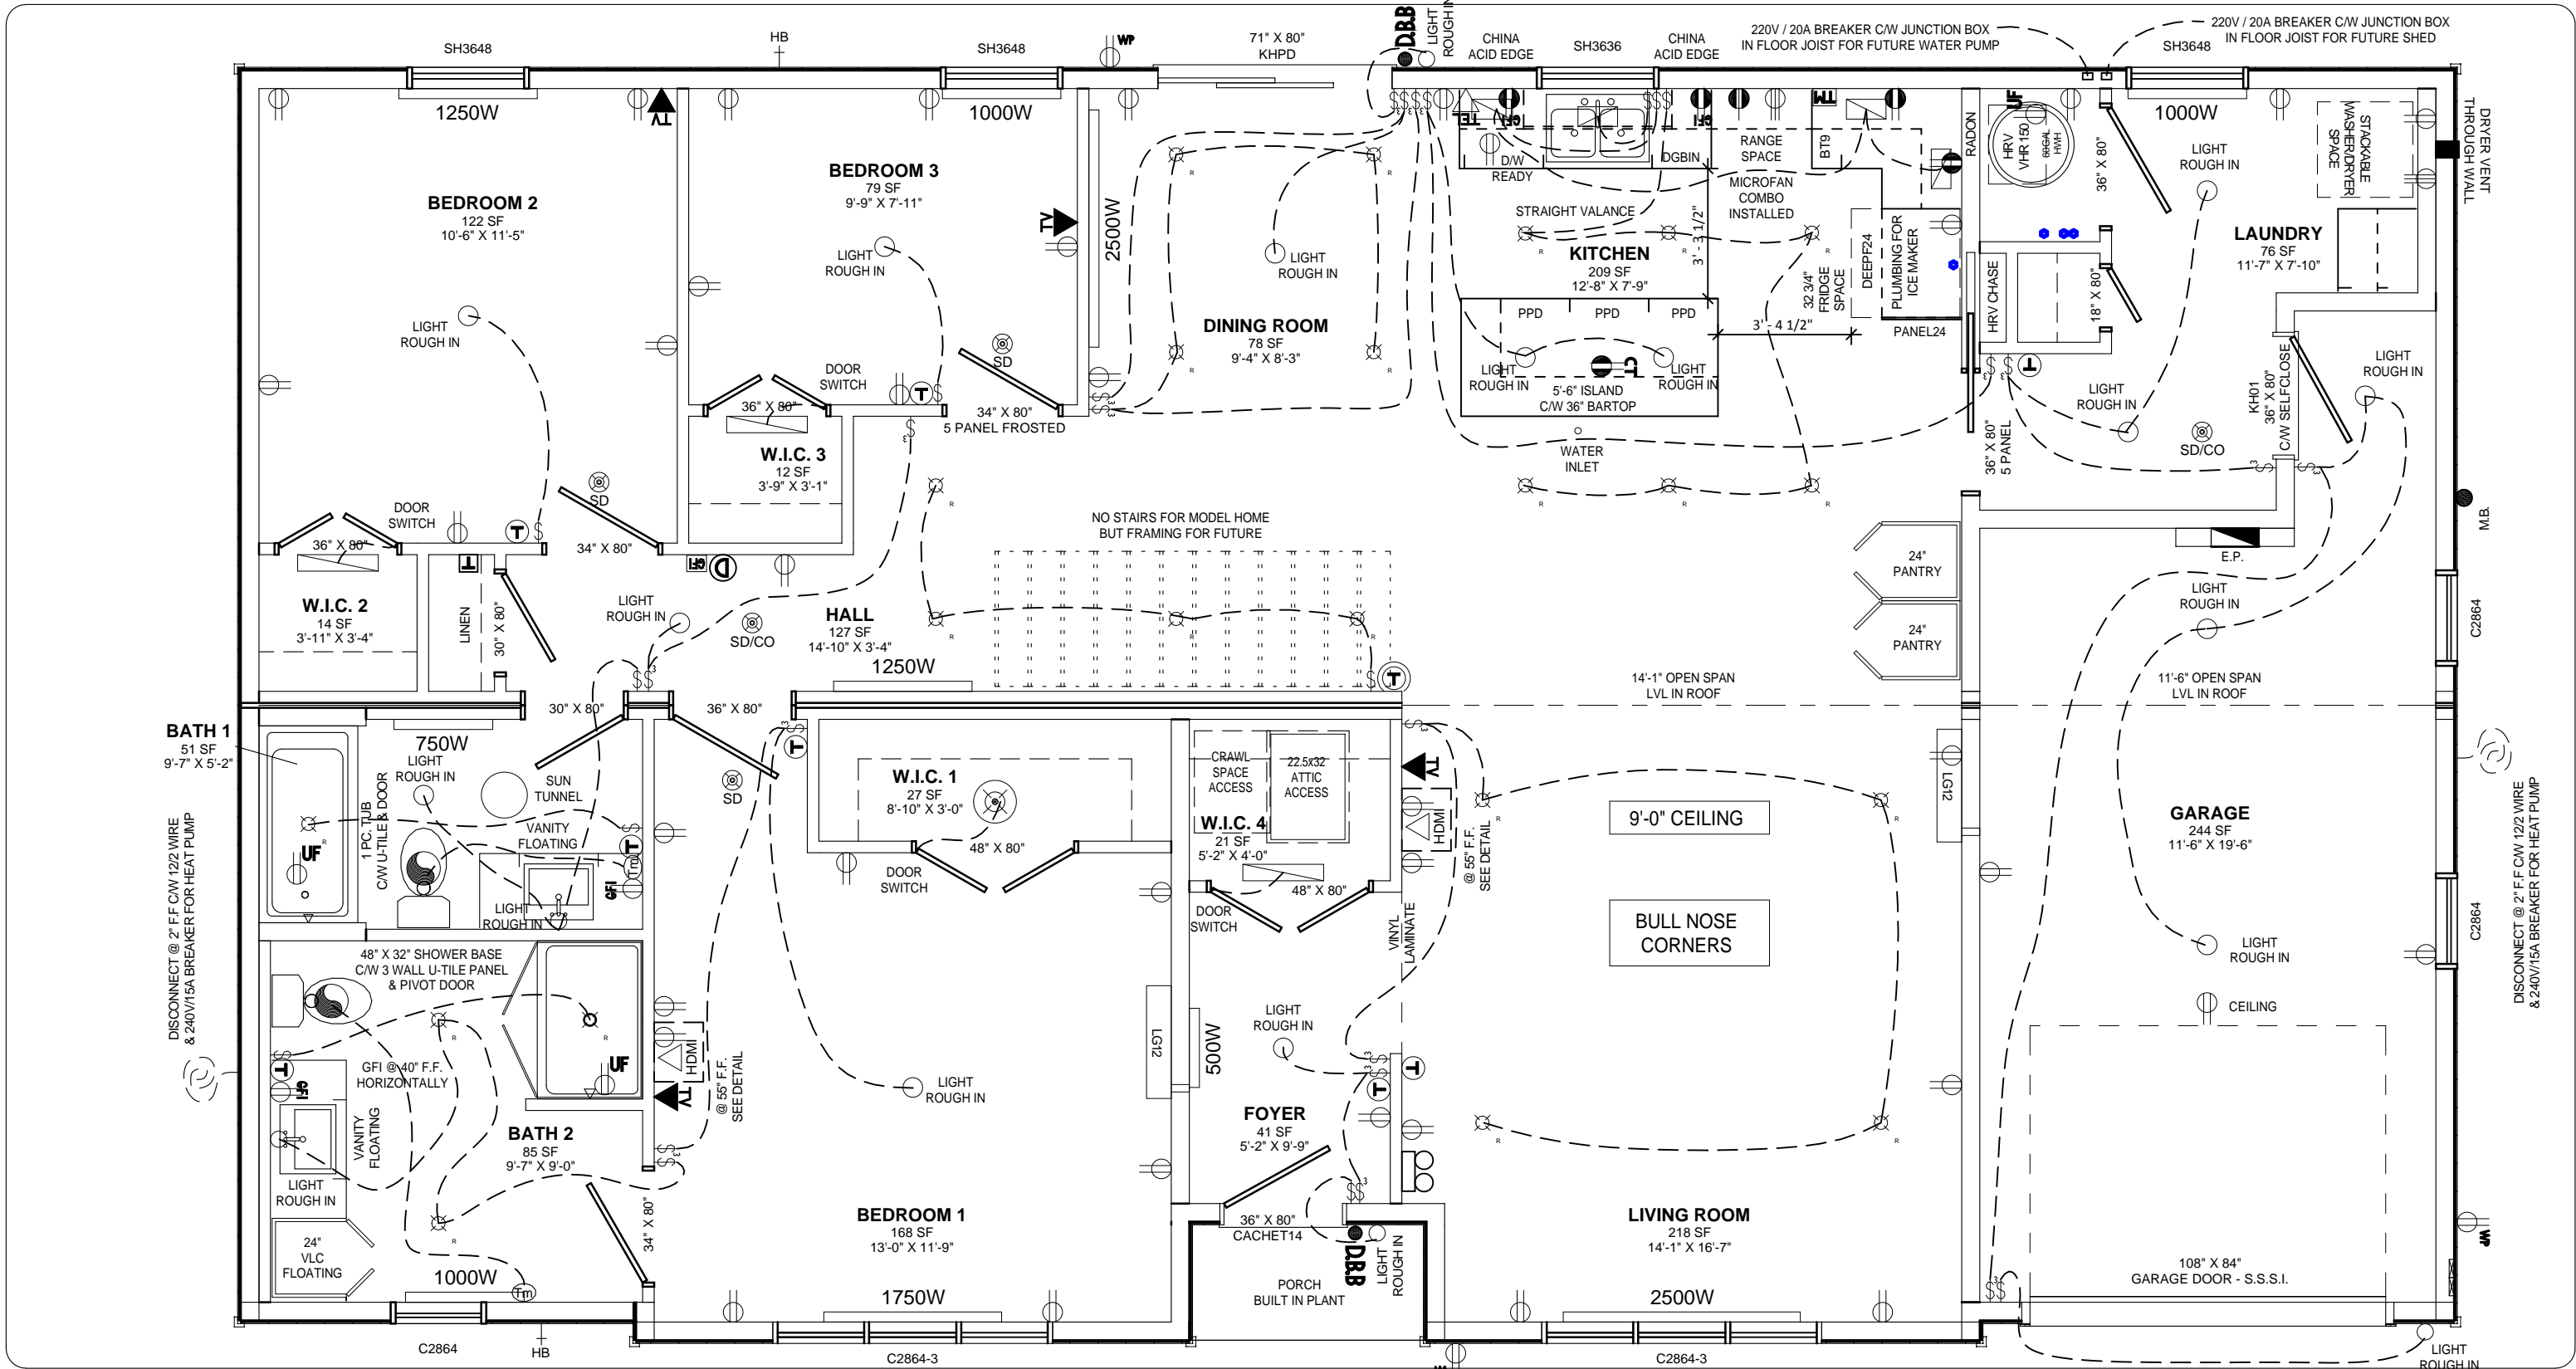 SH3648
HB
SH3648
WP
71" X 80"
KHPD
D.B.B
LIGHT
ROUGH IN
CHINA
ACID EDGE
SH3636
CHINA
ACID EDGE
220V / 20A BREAKER C/W JUNCTION BOX
IN FLOOR JOIST FOR FUTURE WATER PUMP
220V / 20A BREAKER C/W JUNCTION BOX
IN FLOOR JOIST FOR FUTURE SHED
SH3648
1250W
TV
1000W
1000W
BEDROOM 2
122 SF
10'-6" X 11'-5"
BEDROOM 3
79 SF
9'-9" X 7'-11"
TV
2500W
LIGHT
ROUGH IN
LIGHT
ROUGH IN
LIGHT
ROUGH IN
DINING ROOM
78 SF
9'-4" X 8'-3"
TEL
GFI
GFI
D/W
READY
DGBIN
RANGE
SPACE
TM
BT9
MICROFAN
COMBO
INSTALLED
STRAIGHT VALANCE
KITCHEN
209 SF
12'-8" X 7'-9"
3' - 3 1/2"
3' - 4 1/2"
32 3/4"
FRIDGE
SPACE
DEEPF24
PLUMBING FOR
ICE MAKER
PANEL24
PPD
PPD
PPD
LIGHT
ROUGH IN
CT
LIGHT
ROUGH IN
5'-6" ISLAND
C/W 36" BARTOP
WATER
INLET
RADON
UF
HRV
VHR 150
60GAL
HWH
36" X 80"
HRV CHASE
18" X 80"
T
LIGHT
ROUGH IN
STACKABLE
WASHER/DRYER
SPACE
DRYER VENT
THROUGH WALL
LAUNDRY
76 SF
11'-7" X 7'-10"
LIGHT
ROUGH IN
SD/CO
KH01
36" X 80"
C/W SELFCLOSE
LIGHT
ROUGH IN
36" X 80"
5 PANEL
M.B.
E.P.
DOOR
SWITCH
T
SD
36" X 80"
34" X 80"
5 PANEL FROSTED
W.I.C. 3
12 SF
3'-9" X 3'-1"
DOOR
SWITCH
T
SD
36" X 80"
34" X 80"
T
GFI
D
W.I.C. 2
14 SF
3'-11" X 3'-4"
LINEN
30" X 80"
LIGHT
ROUGH IN
SD/CO
HALL
127 SF
14'-10" X 3'-4"
1250W
NO STAIRS FOR MODEL HOME
BUT FRAMING FOR FUTURE
T
24"
PANTRY
24"
PANTRY
LIGHT
ROUGH IN
C2864
14'-1" OPEN SPAN
LVL IN ROOF
11'-6" OPEN SPAN
LVL IN ROOF
BATH 1
51 SF
9'-7" X 5'-2"
30" X 80"
36" X 80"
750W
LIGHT
ROUGH IN
SUN
TUNNEL
1 PC. TUB
C/W U-TILE & DOOR
UF
VANITY
FLOATING
T
Tm
GFI
LIGHT
ROUGH IN
DISCONNECT @ 2" F.F C/W 12/2 WIRE
& 240V/15A BREAKER FOR HEAT PUMP
T
SD
W.I.C. 1
27 SF
8'-10" X 3'-0"
48" X 80"
DOOR
SWITCH
CRAWL
SPACE
ACCESS
22.5x32
ATTIC
ACCESS
W.I.C. 4
21 SF
5'-2" X 4'-0"
48" X 80"
DOOR
SWITCH
TV
HDMI
@ 55" F.F.
SEE DETAIL
VINYL
LAMINATE
9'-0" CEILING
BULL NOSE
CORNERS
LG12
GARAGE
244 SF
11'-6" X 19'-6"
C2864
DISCONNECT @ 2" F.F C/W 12/2 WIRE
& 240V/15A BREAKER FOR HEAT PUMP
LIGHT
ROUGH IN
CEILING
48" X 32" SHOWER BASE
C/W 3 WALL U-TILE PANEL
& PIVOT DOOR
T
GFI
GFI @ 40" F.F.
HORIZONTALLY
UF
HDMI
TV
@ 55" F.F.
SEE DETAIL
VANITY
FLOATING
BATH 2
85 SF
9'-7" X 9'-0"
LIGHT
ROUGH IN
24"
VLC
FLOATING
1000W
Tm
34" X 80"
LIGHT
ROUGH IN
LG12
500W
LIGHT
ROUGH IN
T
T
FOYER
41 SF
5'-2" X 9'-9"
BEDROOM 1
168 SF
13'-0" X 11'-9"
1750W
36" X 80"
CACHET14
D.B.B
LIGHT
ROUGH IN
PORCH
BUILT IN PLANT
LIVING ROOM
218 SF
14'-1" X 16'-7"
2500W
108" X 84"
GARAGE DOOR - S.S.S.I.
WP
C2864
HB
C2864-3
C2864-3
LIGHT
ROUGH IN